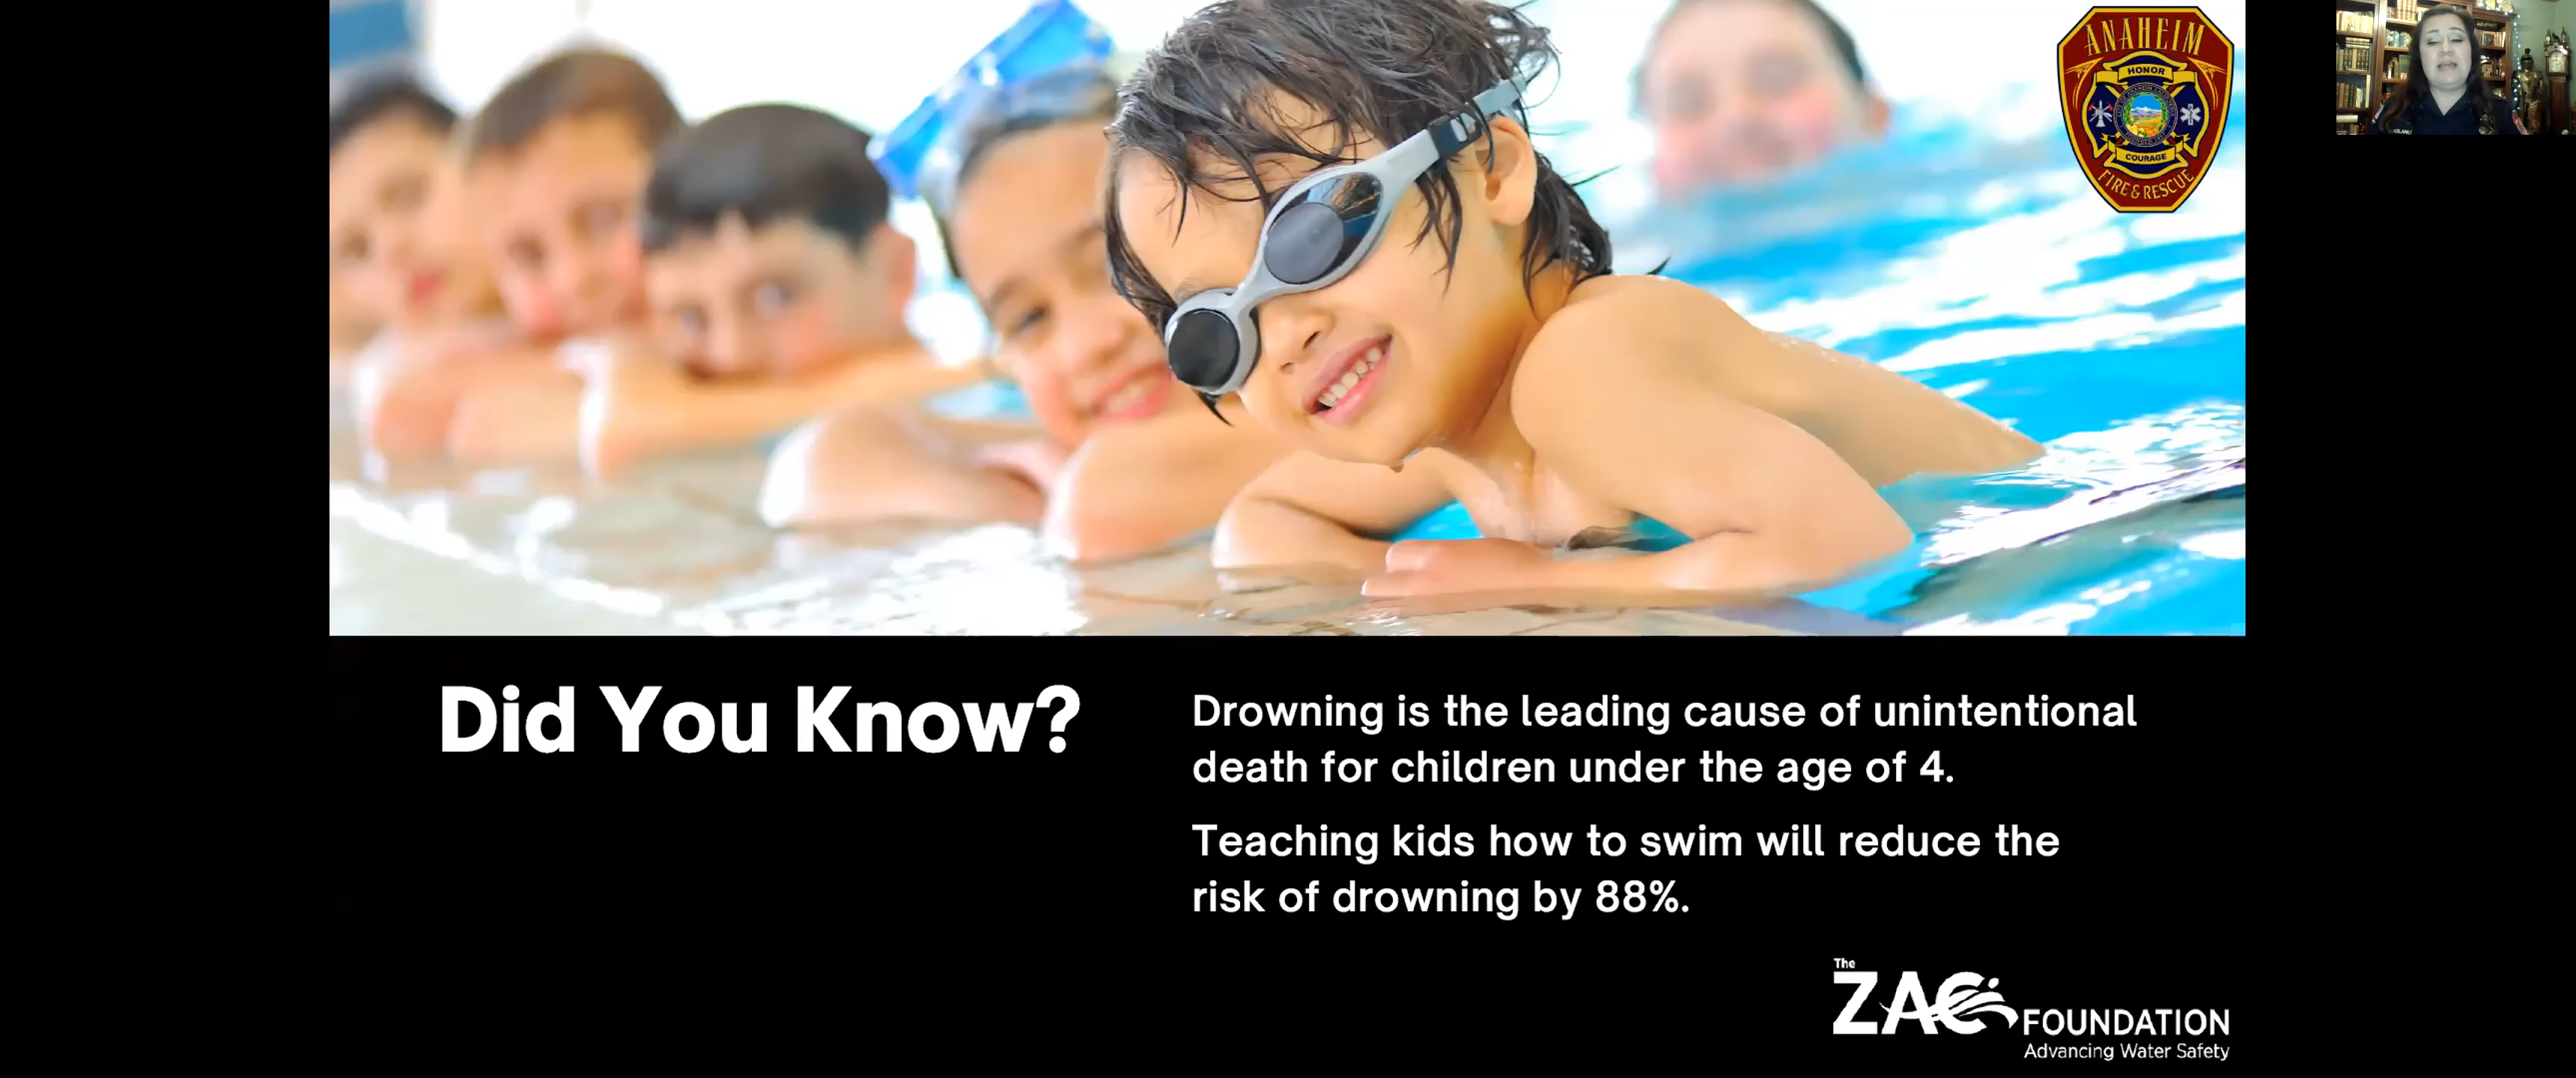 ANAHEIM
HONOR
COURAGE
FIRE & RESCUE
Did You Know?
Drowning is the leading cause of unintentional
death for children under the age of 4.
Teaching kids how to swim will reduce the
risk of drowning by 88%.
The
ZAC
FOUNDATION
Advancing Water Safety